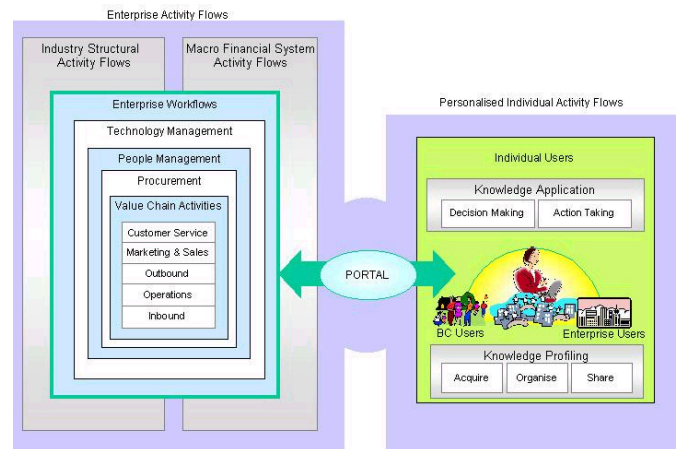 Enterprise Activity Flows
Industry Structural
Activity Flows
Macro Financial System
Activity Flows
Enterprise Workflows
Technology Management
People Management
Procurement
Value Chain Activities
Customer Service
Marketing & Sales
Outbound
Operations
Inbound
PORTAL
Personalised Individual Activity Flows
Individual Users
Knowledge Application
Decision Making
Action Taking
BC Users
Enterprise Users
Knowledge Profiling
Acquire
Organise
Share